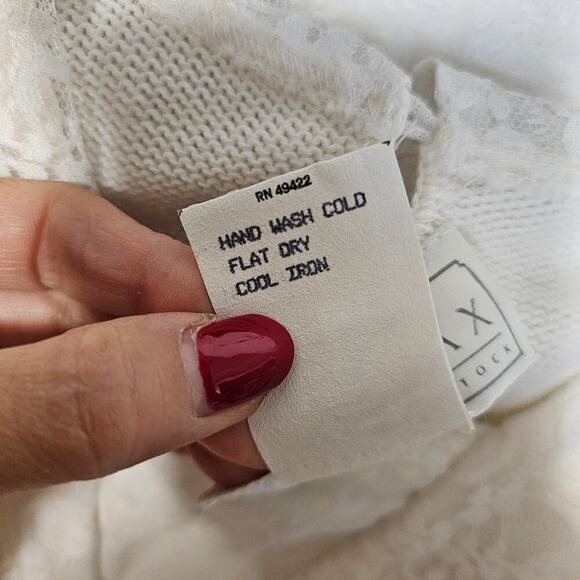 RN 49422
HAND WASH COLD
FLAT DRY
COOL IRON